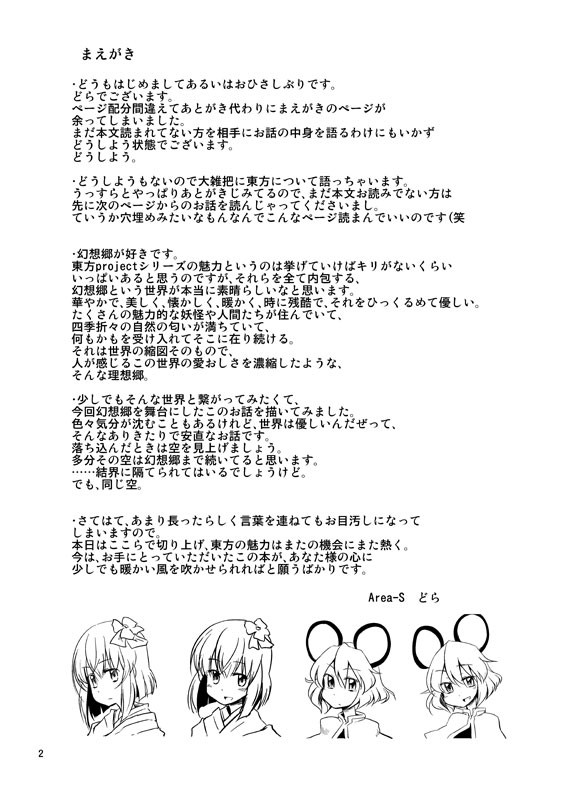 まえがき
・どうもはじめましてあるいはおひさしぶりです。
どらでございます。
ページ配分間違えてあとがき代わりにまえがきのページが
余ってしまいました。
まだ本文読まれてない方を相手にお話の中身を語るわけにもいかず
どうしよう状態でございます。
どうしよう。
・どうしようもないので大雑把に東方について語っちゃいます。
うっすらとやっぱりあとがきじみてるので、まだ本文お読みでない方は
先に次のページからのお話を読んじゃってくださいまし。
ていうか穴埋めみたいなもんなんでこんなページ読まんでいいのです(笑
・幻想郷が好きです。
東方projectシリーズの魅力というのは挙げていけばキリがないくらい
いっぱいあると思うのですが、それらを全て内包する、
幻想郷という世界が本当に素晴らしいなと思います。
華やかで、美しく、懐かしく、暖かく、時に残酷で、それをひっくるめて優しい。
たくさんの魅力的な妖怪や人間たちが住んでいて、
四季折々の自然の匂いが満ちていて、
何もかもを受け入れてそこに在り続ける。
それは世界の縮図そのもので、
人が感じるこの世界の愛おしさを濃縮したような、
そんな理想郷。
・少しでもそんな世界と繋がってみたくて、
今回幻想郷を舞台にしたこのお話を描いてみました。
色々気分が沈むこともあるけれど、世界は優しいんだぜって、
そんなありきたりで安直なお話です。
落ち込んだときは空を見上げましょう。
多分その空は幻想郷まで続いてると思います。
……結界に隔てられてはいるでしょうけど。
でも、同じ空。
・さてはて、あまり長ったらしく言葉を連ねてもお目汚しになって
しまいますので。
本日はここらで切り上げ、東方の魅力はまたの機会にまた熱く。
今は、お手にとっていただいたこの本が、あなた様の心に
少しでも暖かい風を吹かせられればと願うばかりです。
Area-S　どら
2